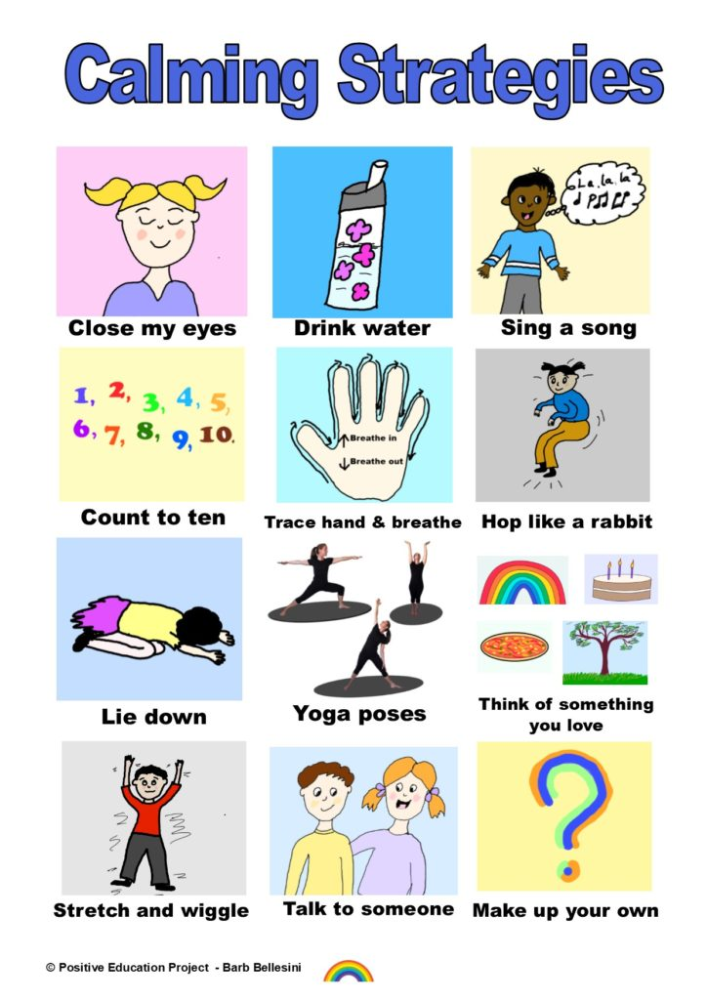 Calming Strategies
La, la, la
Close my eyes
Drink water
Sing a song
1, 2, 3, 4, 5,
6, 7, 8, 9, 10.
Breathe in
Breathe out
Count to ten
Trace hand & breathe
Hop like a rabbit
Lie down
Yoga poses
Think of something
you love
?
Stretch and wiggle
Talk to someone
Make up your own
© Positive Education Project - Barb Bellesini